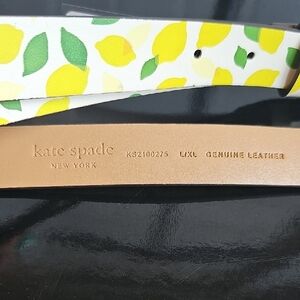 kate spade
NEW YORK
KS2100275 L/XL GENUINE LEATHER